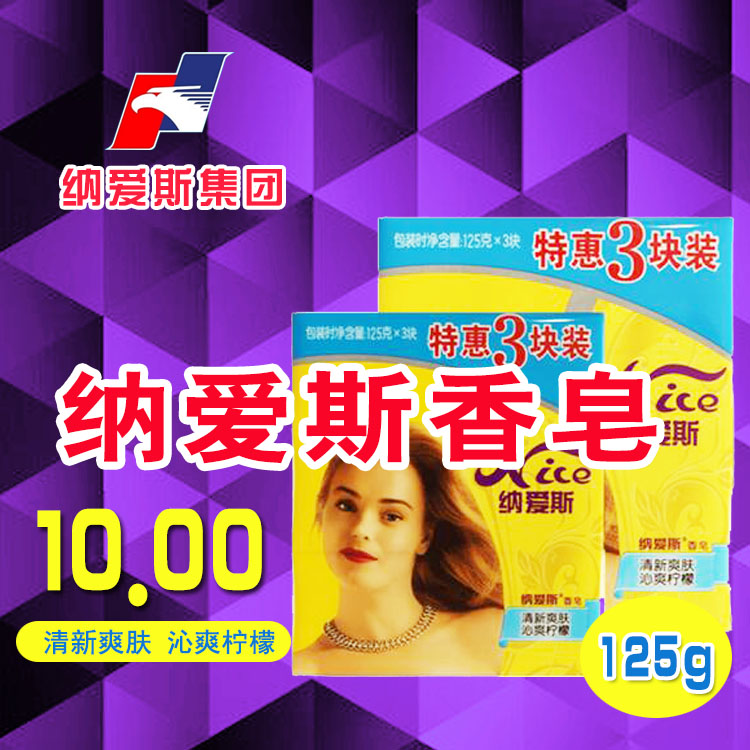 纳爱斯集团
包装时净含量:125克×3块 特惠3块装
包装时净含量:125克×3块 特惠3块装
纳爱斯香皂
Nice
纳爱斯
纳爱斯®香皂
清新爽肤
沁爽柠檬
10.00
清新爽肤 沁爽柠檬
ice
爱斯
纳爱斯®香皂
清新爽肤
沁爽柠檬
125g